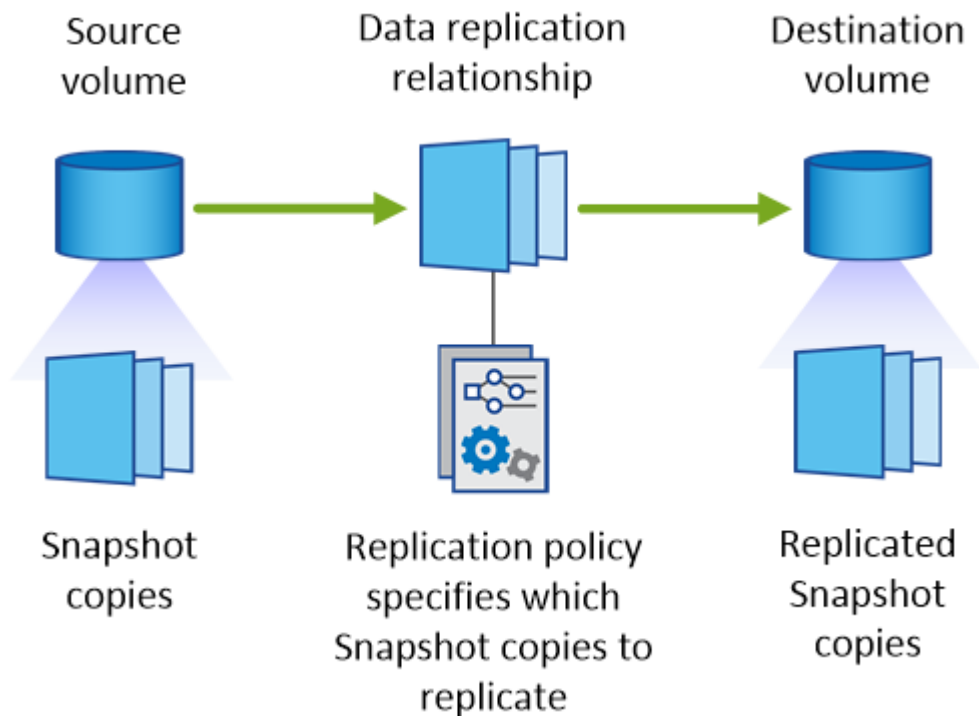 Source
volume
Data replication
relationship
Destination
volume
Snapshot
copies
Replication policy
specifies which
Snapshot copies to
replicate
Replicated
Snapshot
copies